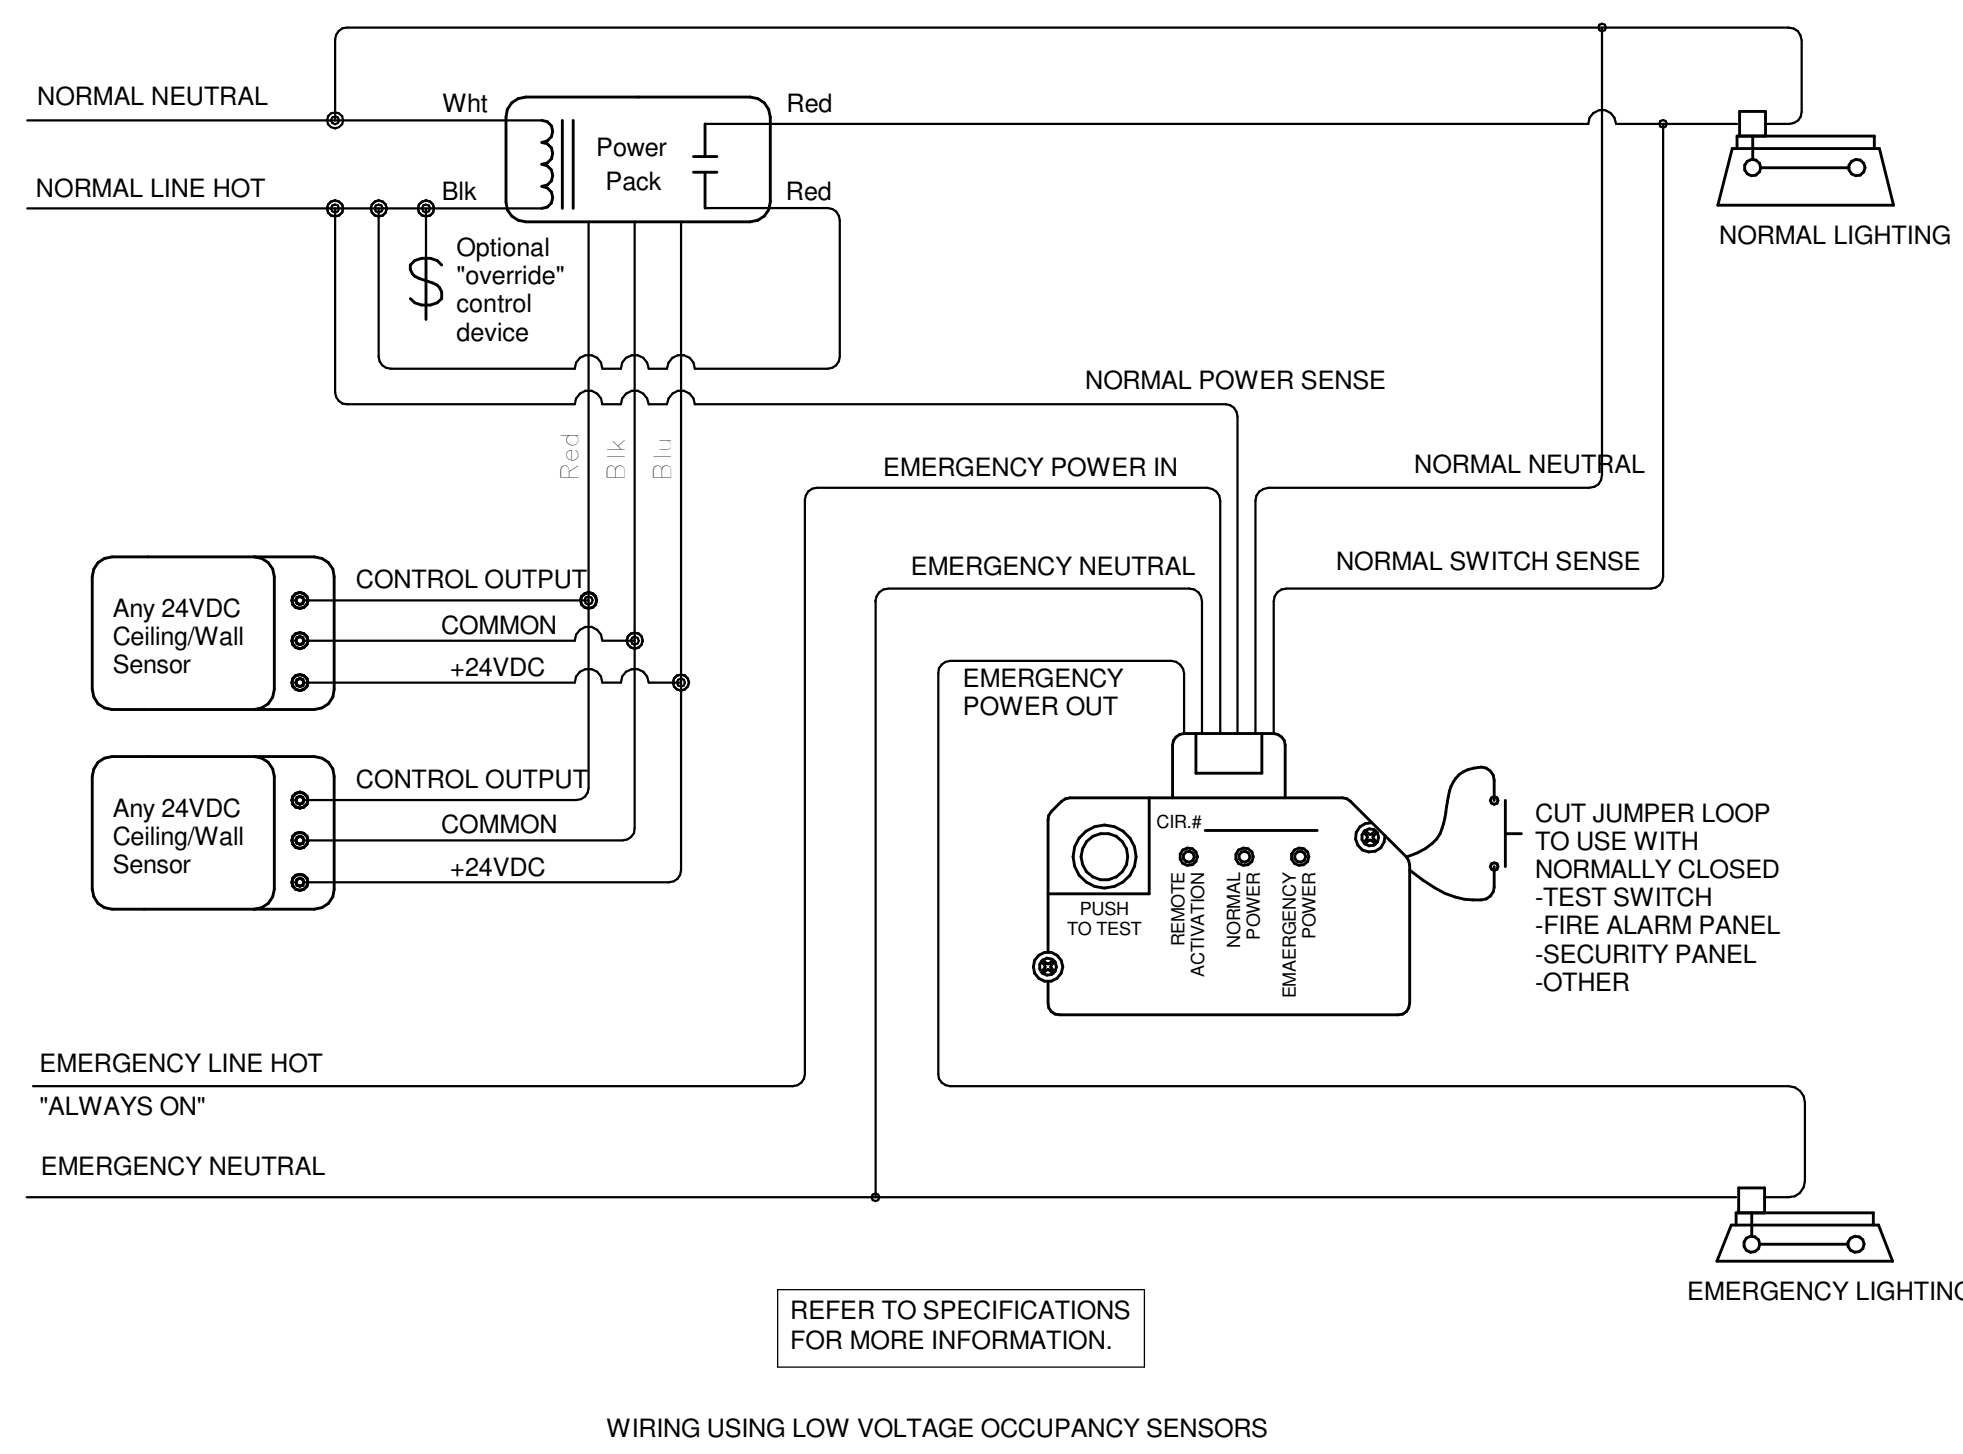 NORMAL NEUTRAL
Wht
Red
Power
Pack
NORMAL LINE HOT
Blk
Red
NORMAL LIGHTING
Optional
"override"
control
device
NORMAL POWER SENSE
Red
Blk
Blu
EMERGENCY POWER IN
NORMAL NEUTRAL
EMERGENCY NEUTRAL
NORMAL SWITCH SENSE
Any 24VDC
Ceiling/Wall
Sensor
CONTROL OUTPUT
COMMON
+24VDC
EMERGENCY
POWER OUT
Any 24VDC
Ceiling/Wall
Sensor
CONTROL OUTPUT
COMMON
+24VDC
CIR.#
PUSH
TO TEST
REMOTE
ACTIVATION
NORMAL
POWER
EMAERGENCY
POWER
CUT JUMPER LOOP
TO USE WITH
NORMALLY CLOSED
-TEST SWITCH
-FIRE ALARM PANEL
-SECURITY PANEL
-OTHER
EMERGENCY LINE HOT
"ALWAYS ON"
EMERGENCY NEUTRAL
EMERGENCY LIGHTING
REFER TO SPECIFICATIONS
FOR MORE INFORMATION.
WIRING USING LOW VOLTAGE OCCUPANCY SENSORS